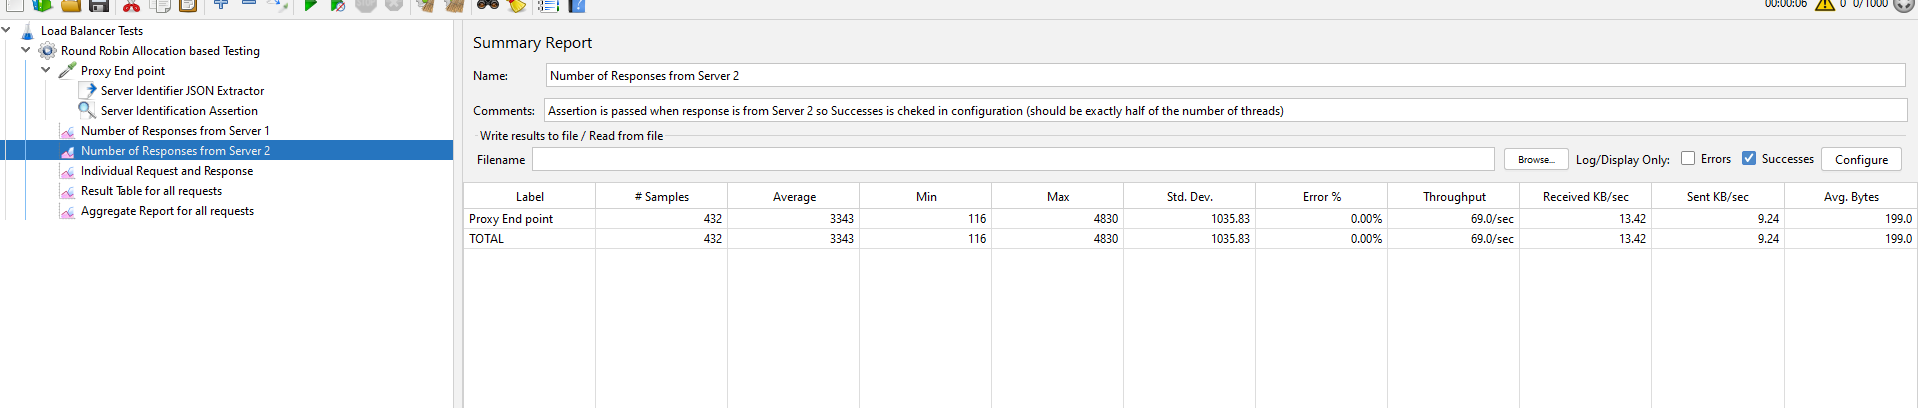 00:00:06 0 0/1000
Load Balancer Tests
Round Robin Allocation based Testing
Proxy End point
Server Identifier JSON Extractor
Server Identification Assertion
Number of Responses from Server 1
Number of Responses from Server 2
Individual Request and Response
Result Table for all requests
Aggregate Report for all requests
Summary Report
Name: Number of Responses from Server 2
Comments: Assertion is passed when response is from Server 2 so Successes is cheked in configuration (should be exactly half of the number of threads)
Write results to file / Read from file
Filename Browse... Log/Display Only: Errors Successes Configure
Label # Samples Average Min Max Std. Dev. Error % Throughput Received KB/sec Sent KB/sec Avg. Bytes
Proxy End point 432 3343 116 4830 1035.83 0.00% 69.0/sec 13.42 9.24 199.0
TOTAL 432 3343 116 4830 1035.83 0.00% 69.0/sec 13.42 9.24 199.0